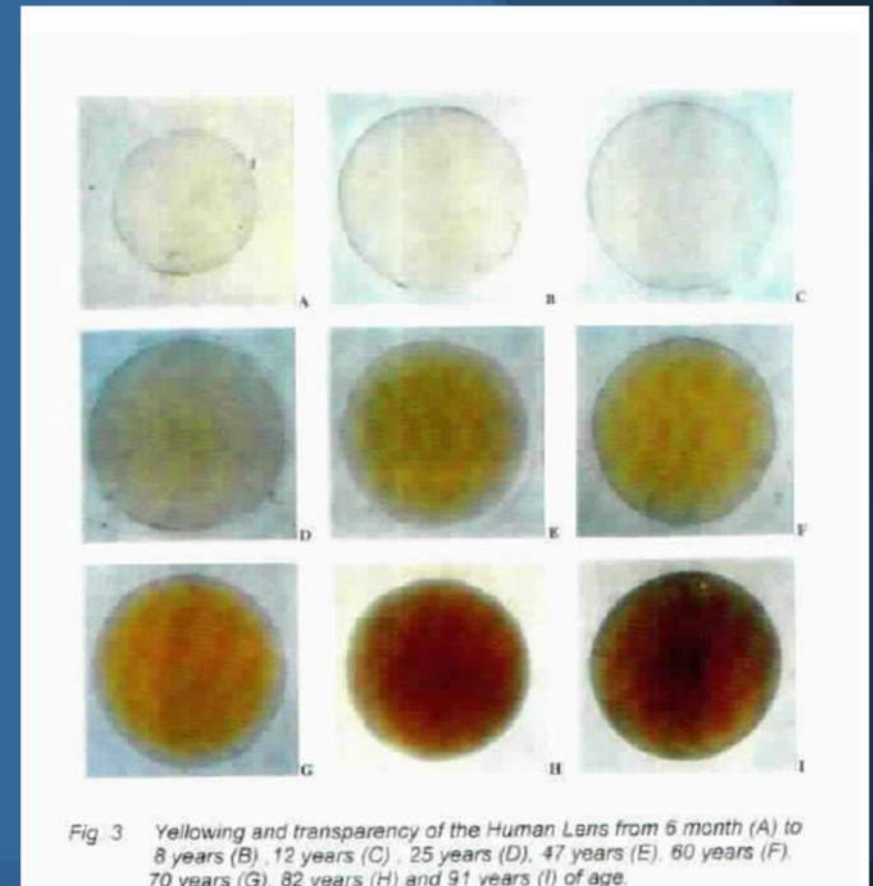 A
B
C
D
E
F
G
H
I
Fig. 3 Yellowing and transparency of the Human Lens from 6 month (A) to
8 years (B) , 12 years (C) , 25 years (D), 47 years (E), 60 years (F),
70 years (G), 82 years (H) and 91 years (I) of age.